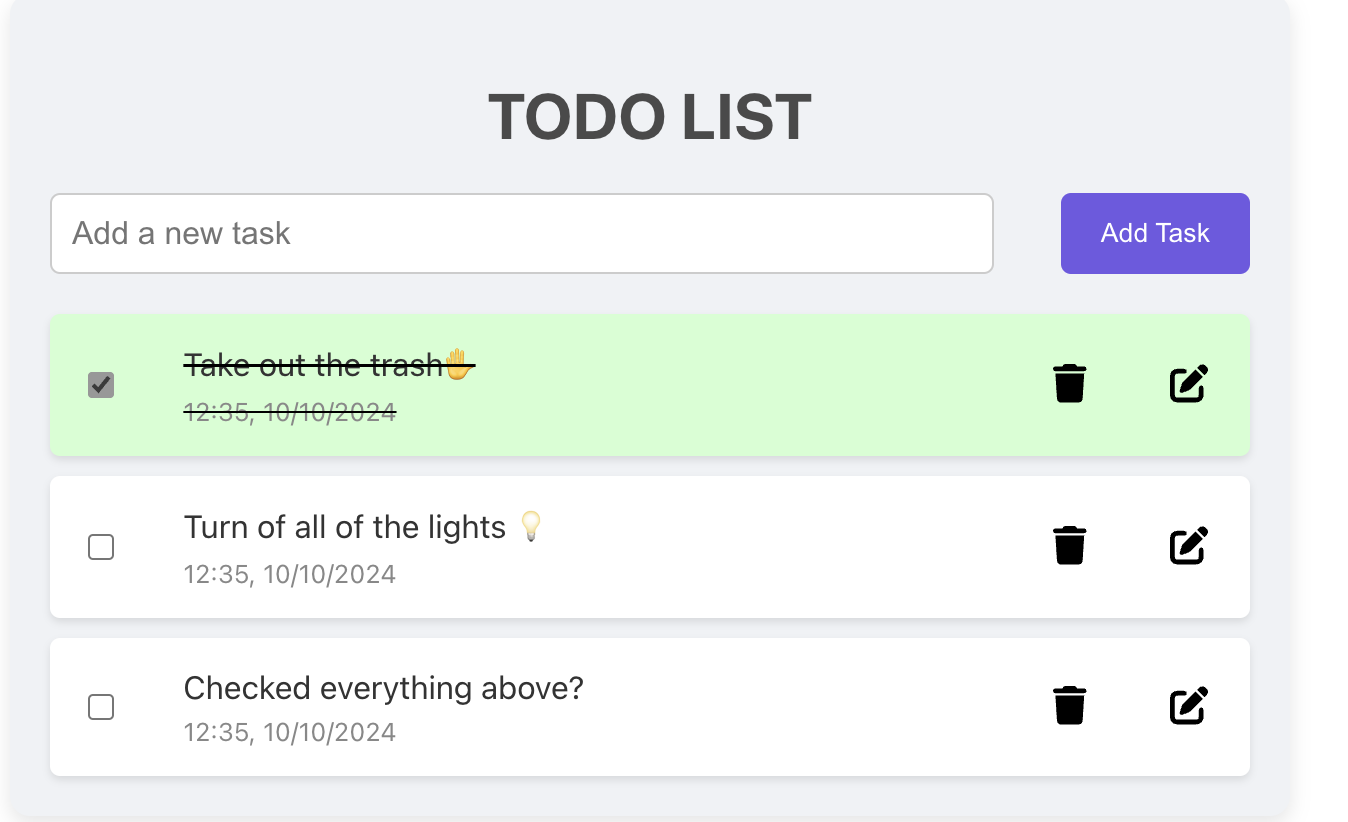 TODO LIST
Add a new task
Add Task
Take out the trash✋
12:35, 10/10/2024
Turn of all of the lights 💡
12:35, 10/10/2024
Checked everything above?
12:35, 10/10/2024